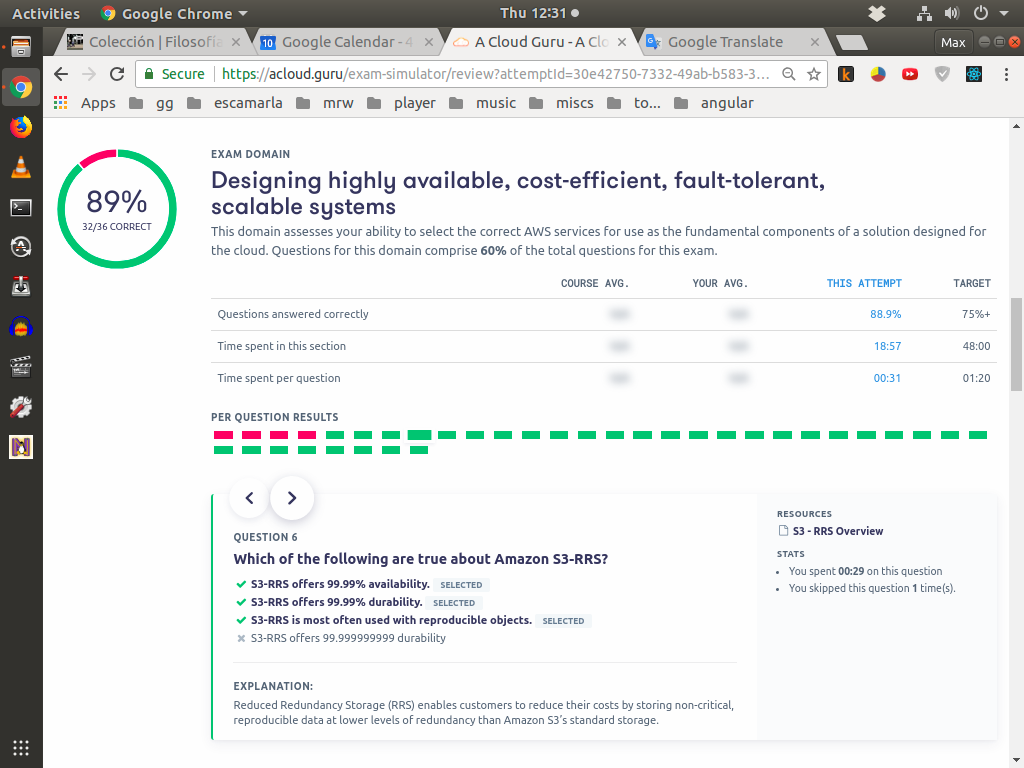 Activities Google Chrome Thu 12:31
Colección | Filosofía Google Calendar - 4 A Cloud Guru - A Clo Google Translate Max
Secure https://acloud.guru/exam-simulator/review?attemptId=30e42750-7332-49ab-b583-3...
Apps gg escamarla mrw player music miscs to... angular
EXAM DOMAIN
Designing highly available, cost-efficient, fault-tolerant,
scalable systems
89%
32/36 CORRECT
This domain assesses your ability to select the correct AWS services for use as the fundamental components of a solution designed for
the cloud. Questions for this domain comprise 60% of the total questions for this exam.
COURSE AVG. YOUR AVG. THIS ATTEMPT TARGET
Questions answered correctly 88.9% 75%+
Time spent in this section 18:57 48:00
Time spent per question 00:31 01:20
PER QUESTION RESULTS
QUESTION 6
Which of the following are true about Amazon S3-RRS?
S3-RRS offers 99.99% availability. SELECTED
S3-RRS offers 99.99% durability. SELECTED
S3-RRS is most often used with reproducible objects. SELECTED
S3-RRS offers 99.999999999 durability
EXPLANATION:
Reduced Redundancy Storage (RRS) enables customers to reduce their costs by storing non-critical,
reproducible data at lower levels of redundancy than Amazon S3's standard storage.
RESOURCES
S3 - RRS Overview
STATS
You spent 00:29 on this question
You skipped this question 1 time(s).